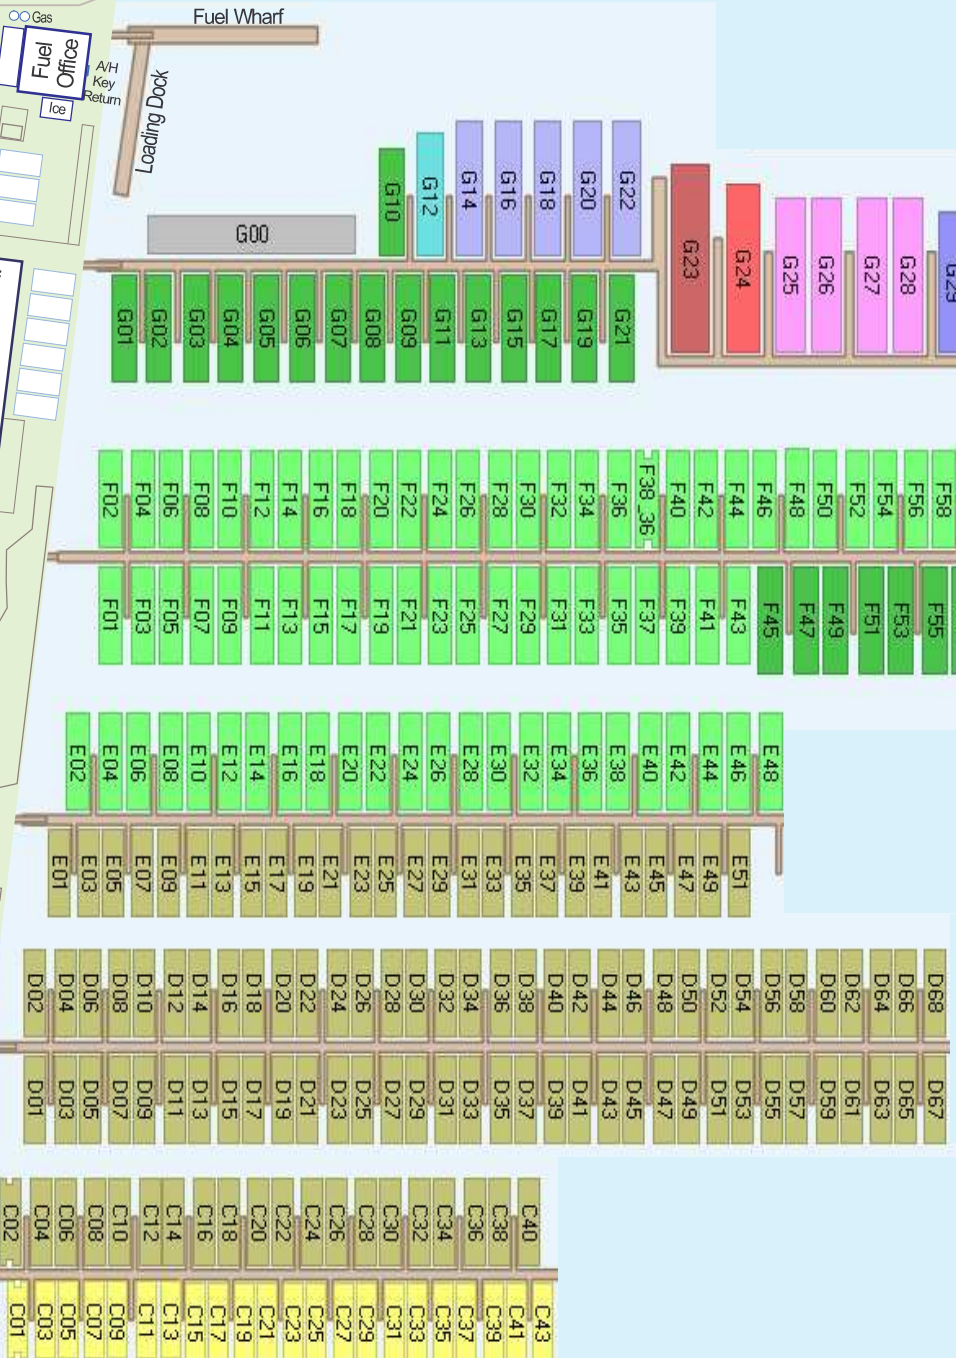 Gas
Fuel Wharf
Fuel
Office
A/H
Key
Return
Ice
Loading Dock
G00
G10
G12
G14
G16
G18
G20
G22
G23
G24
G25
G26
G27
G28
G29
G01
G02
G03
G04
G05
G06
G07
G08
G09
G11
G13
G15
G17
G19
G21
F02
F04
F06
F08
F10
F12
F14
F16
F18
F20
F22
F24
F26
F28
F30
F32
F34
F36
F38_36
F40
F42
F44
F46
F48
F50
F52
F54
F56
F58
F01
F03
F05
F07
F09
F11
F13
F15
F17
F19
F21
F23
F25
F27
F29
F31
F33
F35
F37
F39
F41
F43
F45
F47
F49
F51
F53
F55
E02
E04
E06
E08
E10
E12
E14
E16
E18
E20
E22
E24
E26
E28
E30
E32
E34
E36
E38
E40
E42
E44
E46
E48
E01
E03
E05
E07
E09
E11
E13
E15
E17
E19
E21
E23
E25
E27
E29
E31
E33
E35
E37
E39
E41
E43
E45
E47
E49
E51
D02
D04
D06
D08
D10
D12
D14
D16
D18
D20
D22
D24
D26
D28
D30
D32
D34
D36
D38
D40
D42
D44
D46
D48
D50
D52
D54
D56
D58
D60
D62
D64
D66
D68
D01
D03
D05
D07
D09
D11
D13
D15
D17
D19
D21
D23
D25
D27
D29
D31
D33
D35
D37
D39
D41
D43
D45
D47
D49
D51
D53
D55
D57
D59
D61
D63
D65
D67
C02
C04
C06
C08
C10
C12
C14
C16
C18
C20
C22
C24
C26
C28
C30
C32
C34
C36
C38
C40
C01
C03
C05
C07
C09
C11
C13
C15
C17
C19
C21
C23
C25
C27
C29
C31
C33
C35
C37
C39
C41
C43